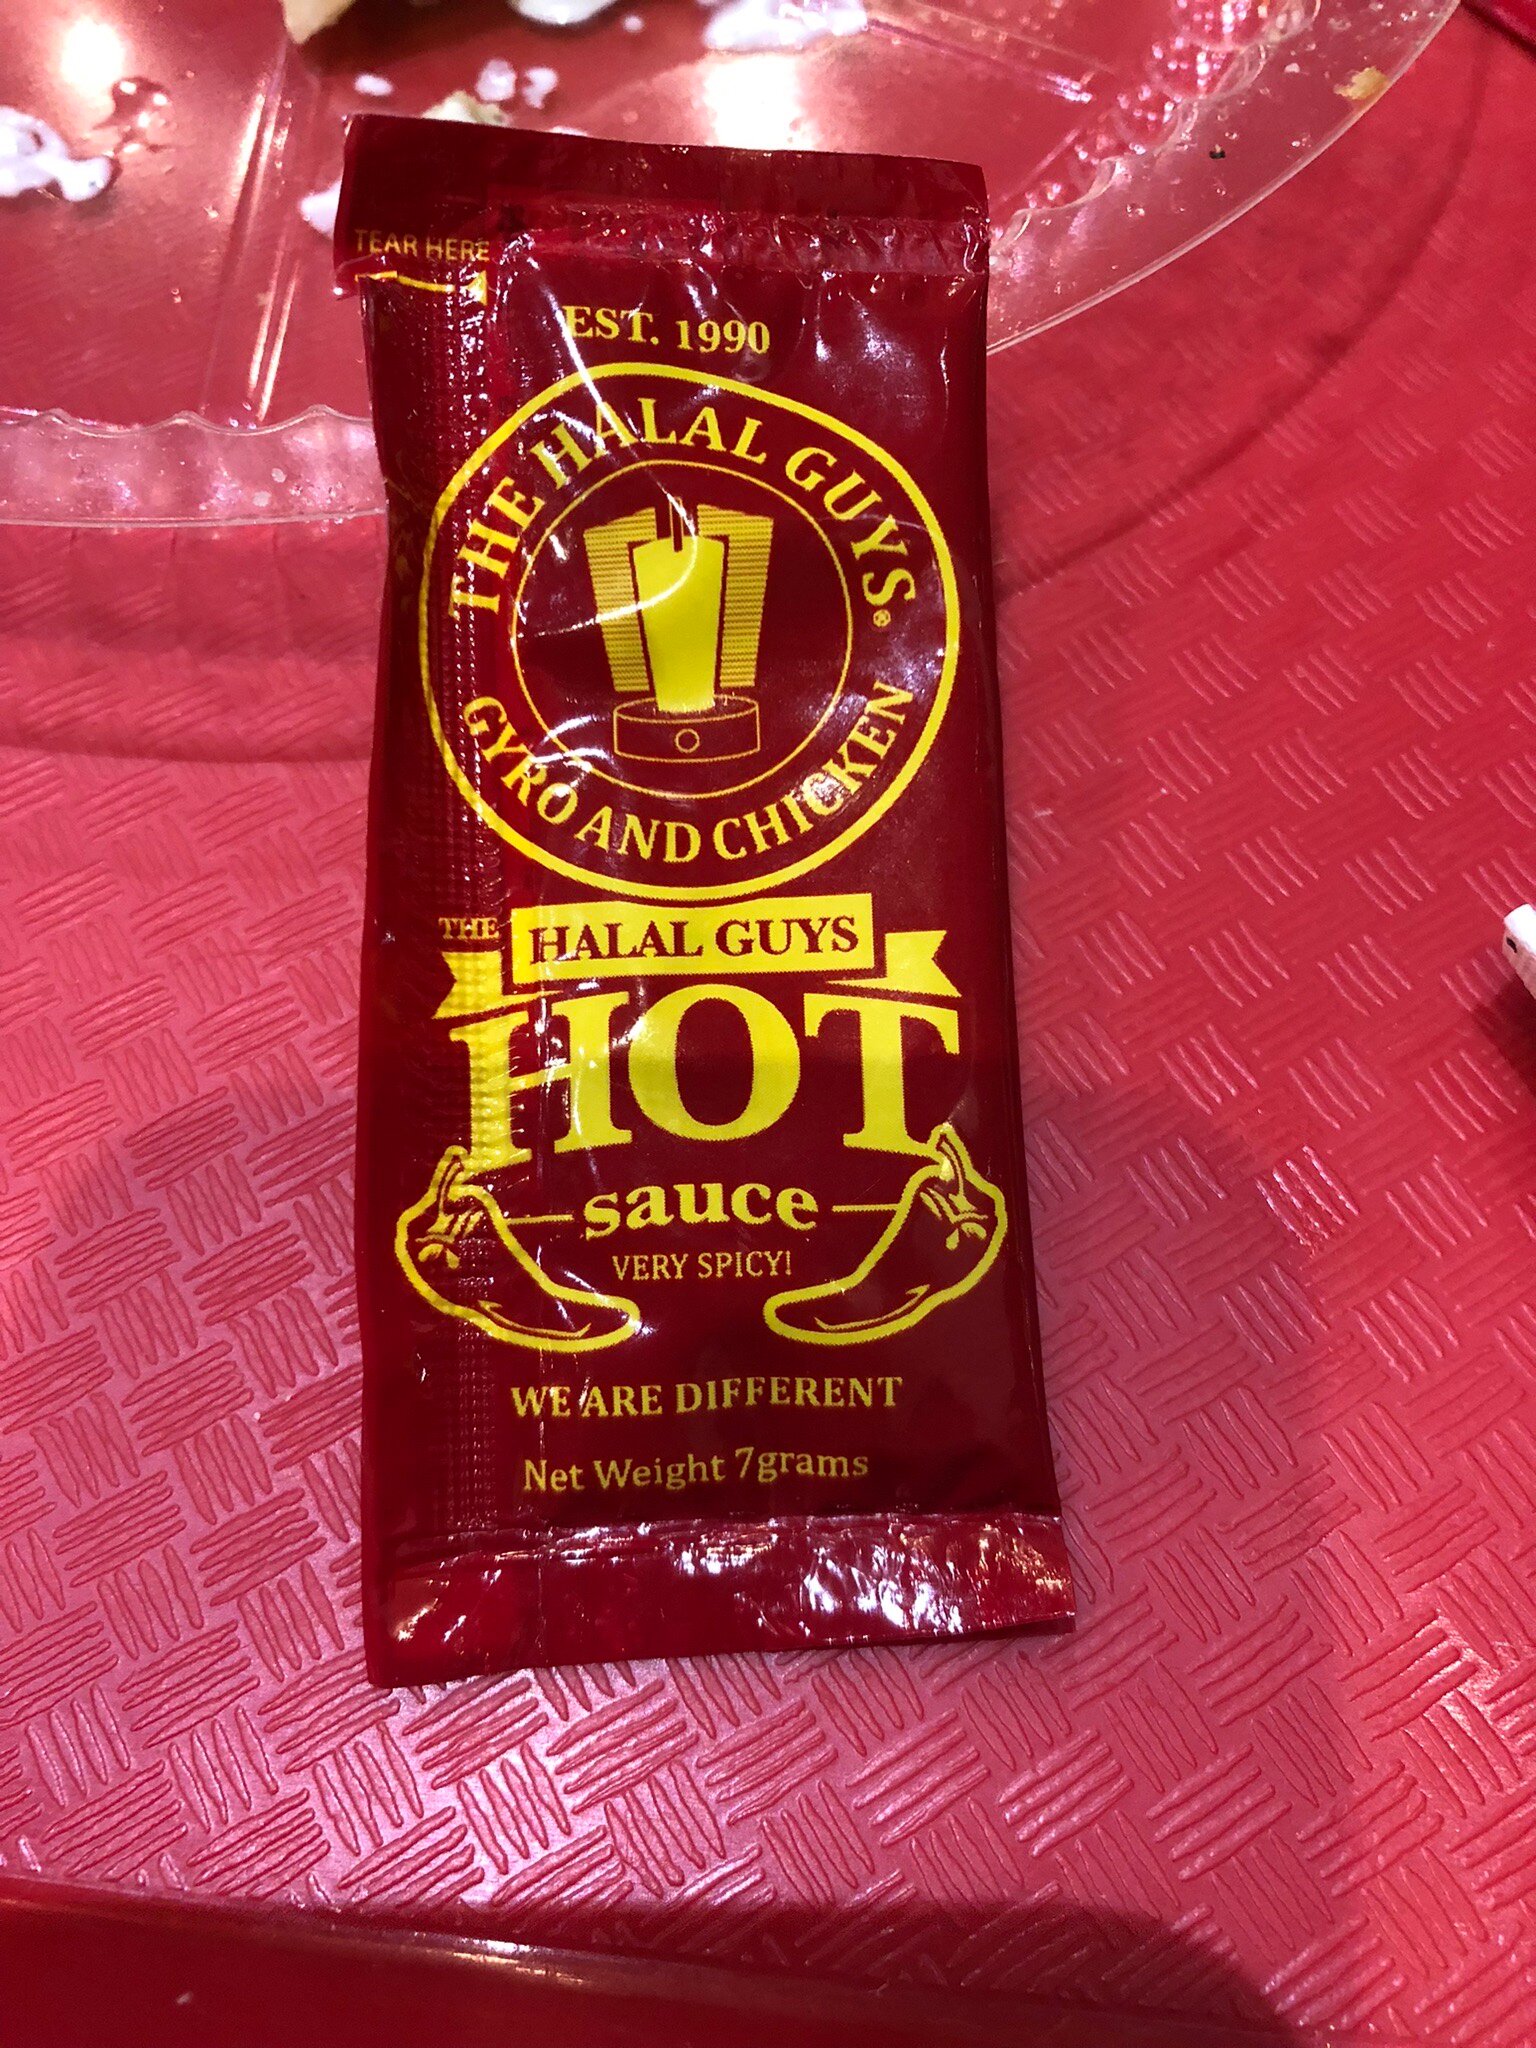 TEAR HERE
EST. 1990
THE HALAL GUYS®
GYRO AND CHICKEN
THE HALAL GUYS
HOT
sauce
VERY SPICY!
WE ARE DIFFERENT
Net Weight 7grams